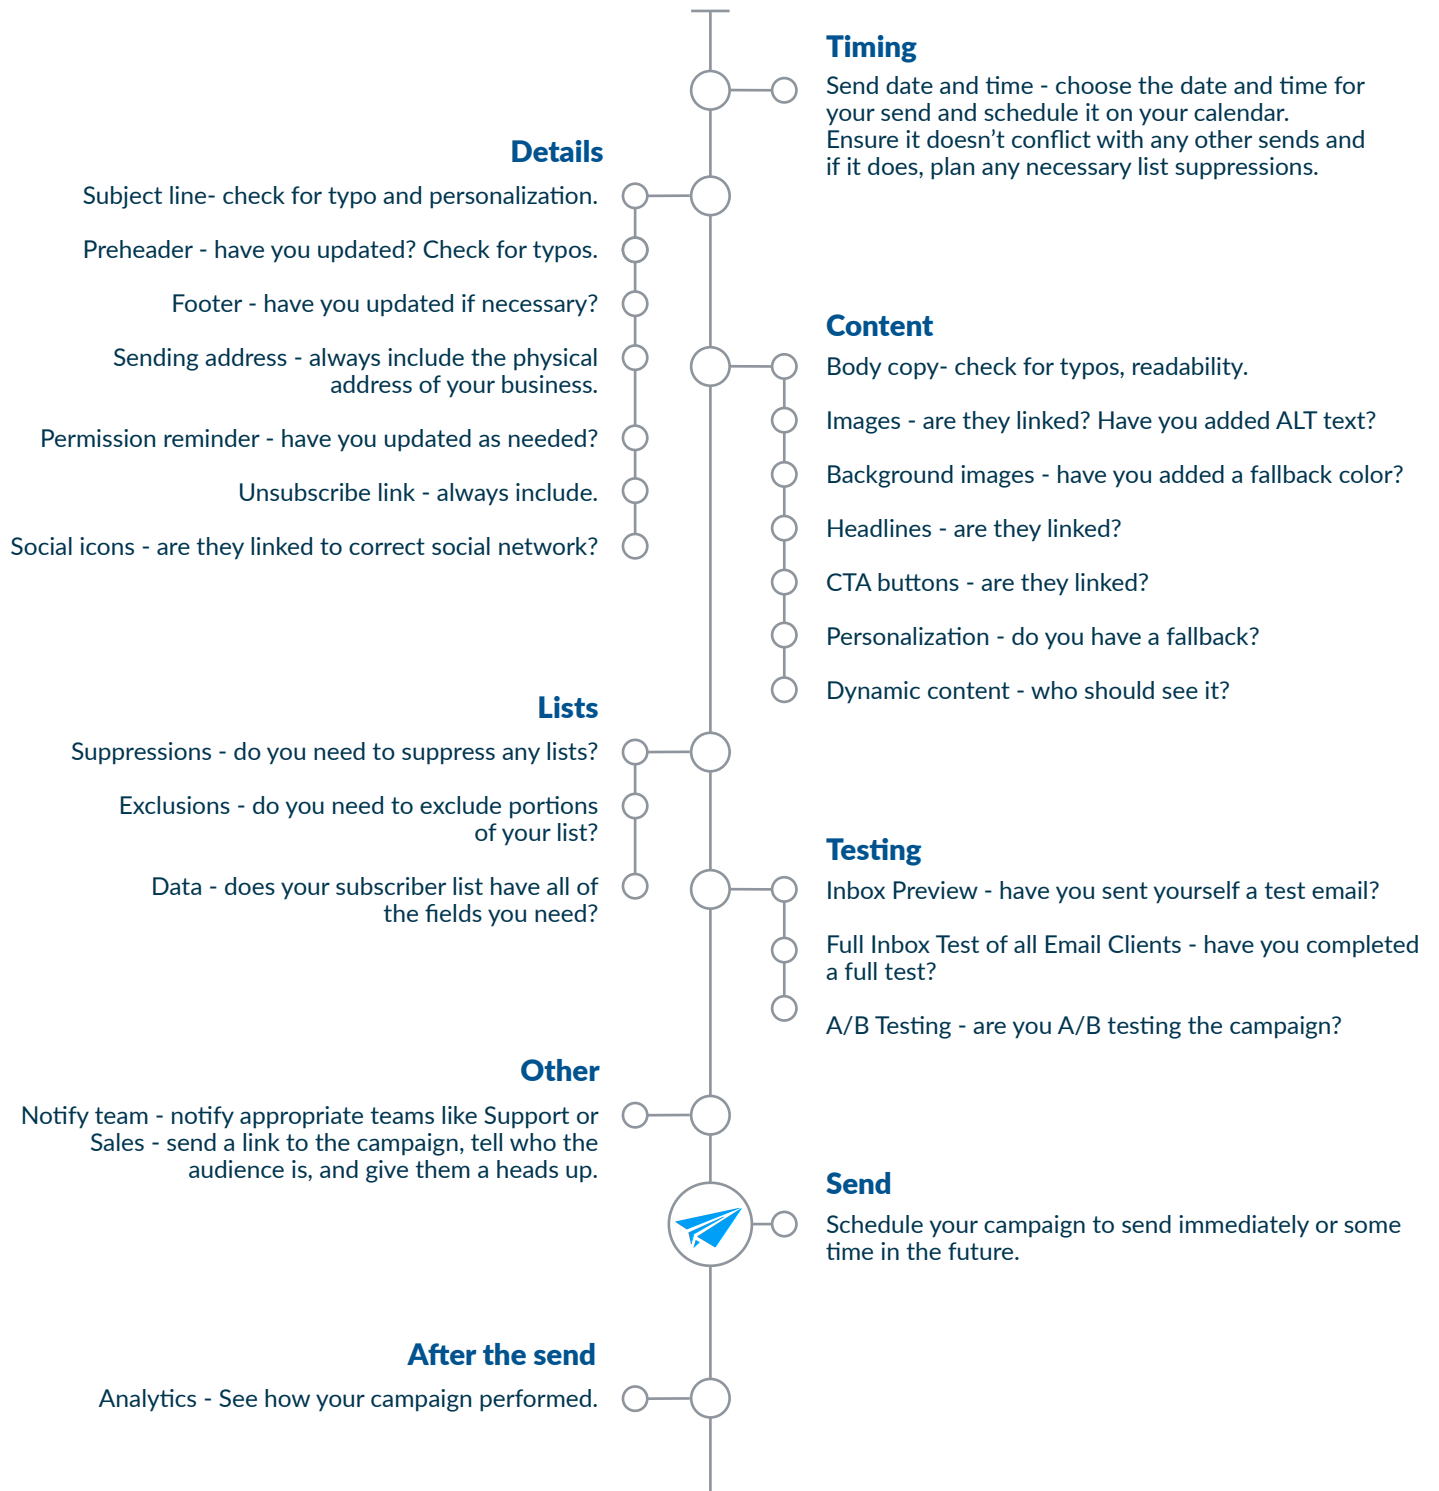 Timing
Send date and time - choose the date and time for
your send and schedule it on your calendar.
Ensure it doesn’t conflict with any other sends and
if it does, plan any necessary list suppressions.
Details
Subject line- check for typo and personalization.
Preheader - have you updated? Check for typos.
Footer - have you updated if necessary?
Sending address - always include the physical
address of your business.
Permission reminder - have you updated as needed?
Unsubscribe link - always include.
Social icons - are they linked to correct social network?
Content
Body copy- check for typos, readability.
Images - are they linked? Have you added ALT text?
Background images - have you added a fallback color?
Headlines - are they linked?
CTA buttons - are they linked?
Personalization - do you have a fallback?
Dynamic content - who should see it?
Lists
Suppressions - do you need to suppress any lists?
Exclusions - do you need to exclude portions
of your list?
Data - does your subscriber list have all of
the fields you need?
Testing
Inbox Preview - have you sent yourself a test email?
Full Inbox Test of all Email Clients - have you completed
a full test?
A/B Testing - are you A/B testing the campaign?
Other
Notify team - notify appropriate teams like Support or
Sales - send a link to the campaign, tell who the
audience is, and give them a heads up.
Send
Schedule your campaign to send immediately or some
time in the future.
After the send
Analytics - See how your campaign performed.